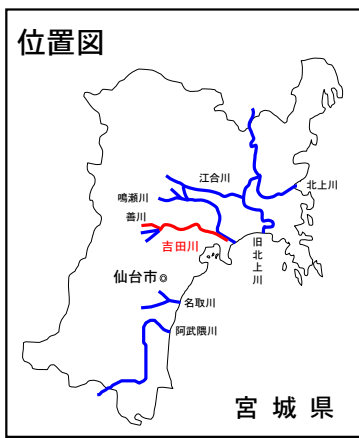 位置図
江合川
北上川
鳴瀬川
善川
吉田川
旧北上川
仙台市
名取川
阿武隈川
宮城県